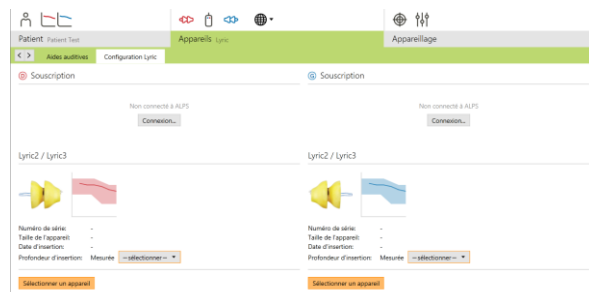 Patient Patient Test
Appareils Lyric
Appareillage
Aides auditives
Configuration Lyric
D Souscription
Non connecté à ALPS
Connexion...
Lyric2 / Lyric3
Numéro de série: -
Taille de l'appareil: -
Date d'insertion: -
Profondeur d'insertion: Mesurée --sélectionner--
Sélectionner un appareil
G Souscription
Non connecté à ALPS
Connexion...
Lyric2 / Lyric3
Numéro de série: -
Taille de l'appareil: -
Date d'insertion: -
Profondeur d'insertion: Mesurée --sélectionner--
Sélectionner un appareil